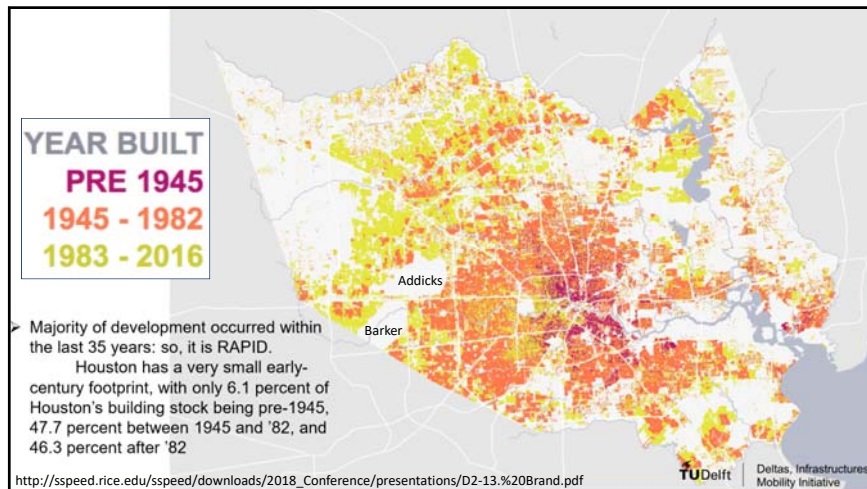 YEAR BUILT
PRE 1945
1945 - 1982
1983 - 2016
Addicks
Barker
➢ Majority of development occurred within
the last 35 years: so, it is RAPID.
Houston has a very small early-
century footprint, with only 6.1 percent of
Houston's building stock being pre-1945,
47.7 percent between 1945 and '82, and
46.3 percent after '82
http://sspeed.rice.edu/sspeed/downloads/2018_Conference/presentations/D2-13.%20Brand.pdf
TUDelft
Deltas, Infrastructures
Mobility Initiative